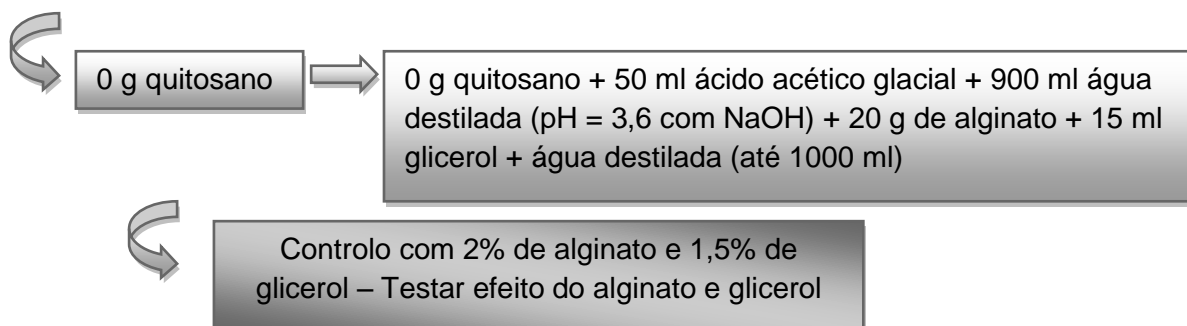 0 g quitosano
0 g quitosano + 50 ml ácido acético glacial + 900 ml água
destilada (pH = 3,6 com NaOH) + 20 g de alginato + 15 ml
glicerol + água destilada (até 1000 ml)
Controlo com 2% de alginato e 1,5% de
glicerol – Testar efeito do alginato e glicerol